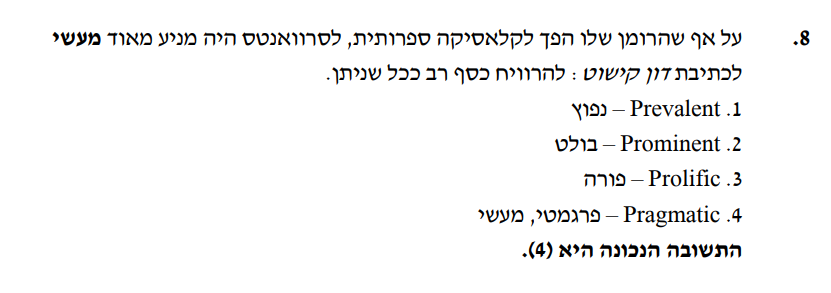 8. על אף שהרומן שלו הפך לקלאסיקה ספרותית, לסרוואנטס היה מניע מאוד מעשי
לכתיבת דון קישוט : להרוויח כסף רב ככל שניתן.
1. Prevalent – נפוץ
2. Prominent – בולט
3. Prolific – פורה
4. Pragmatic – פרגמטי, מעשי
התשובה הנכונה היא (4).